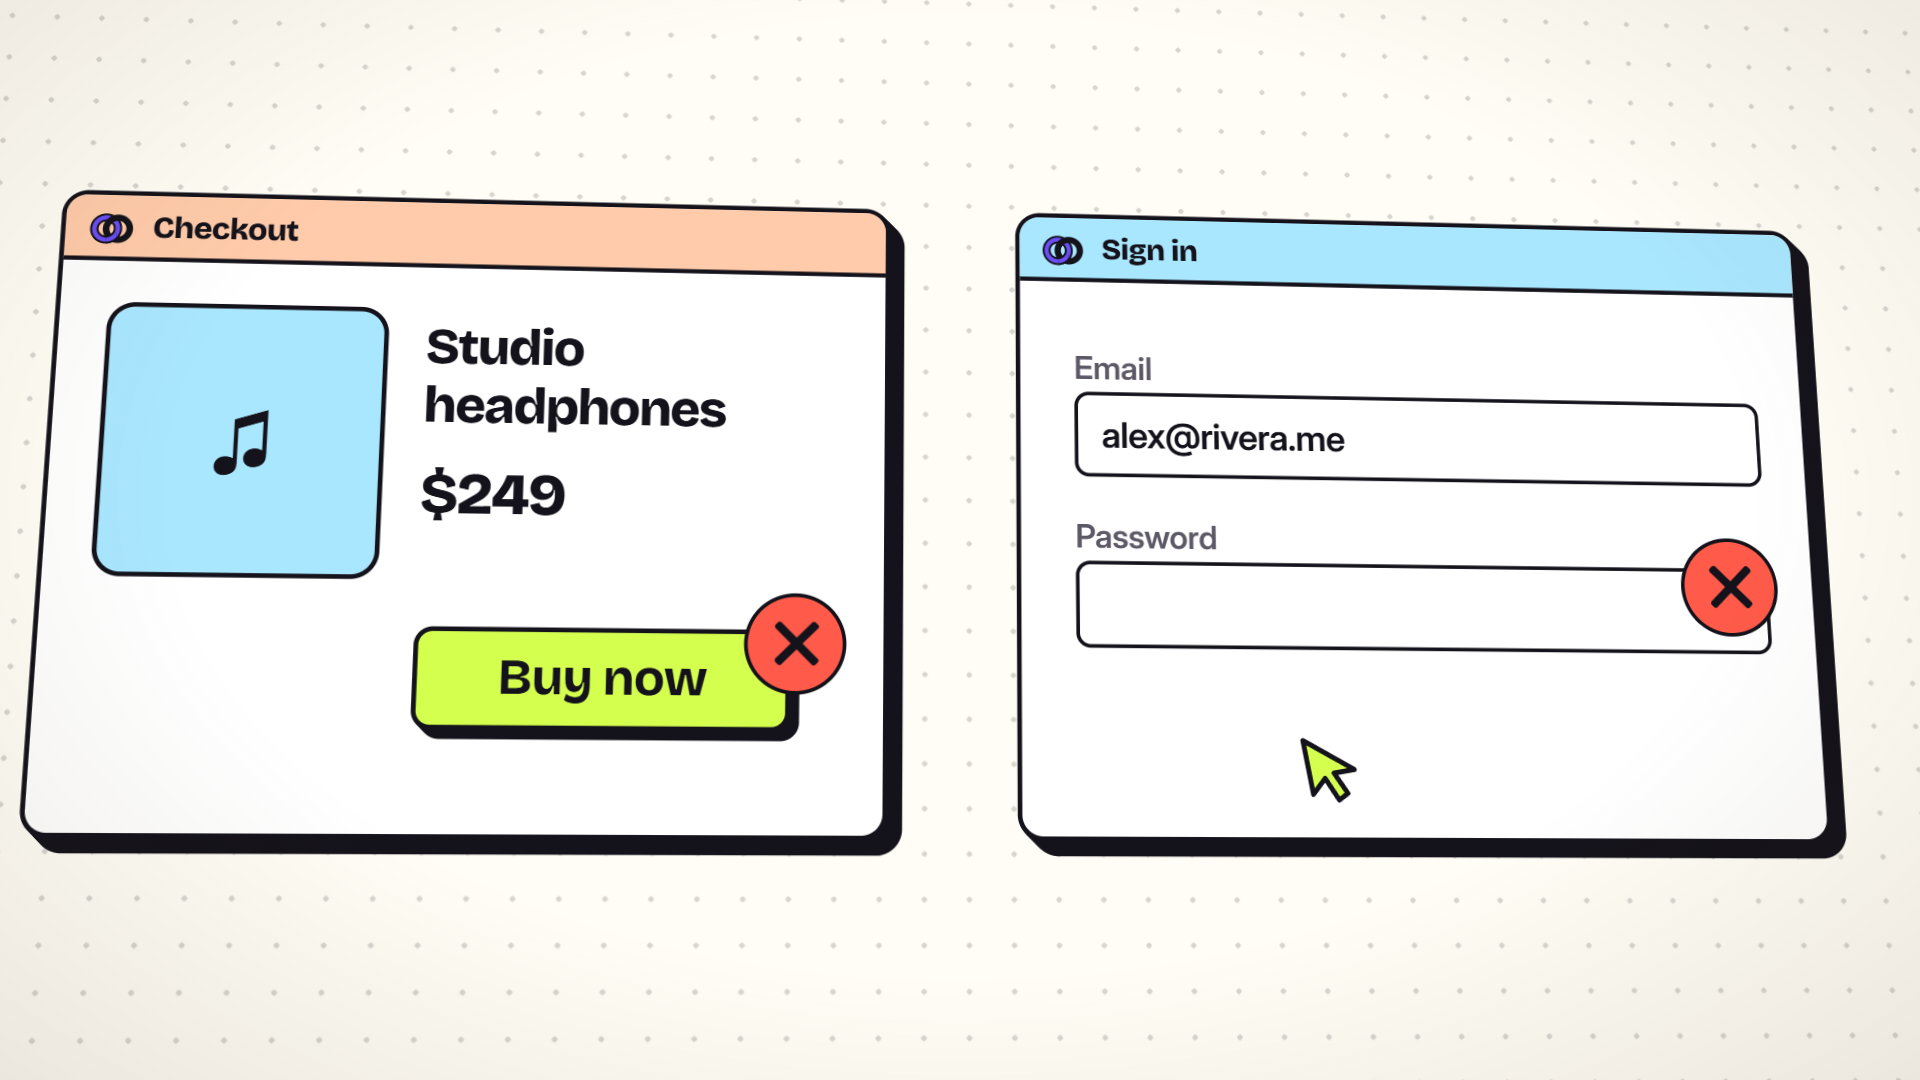 Checkout
Studio
headphones
$249
Buy now
Sign in
Email
alex@rivera.me
Password